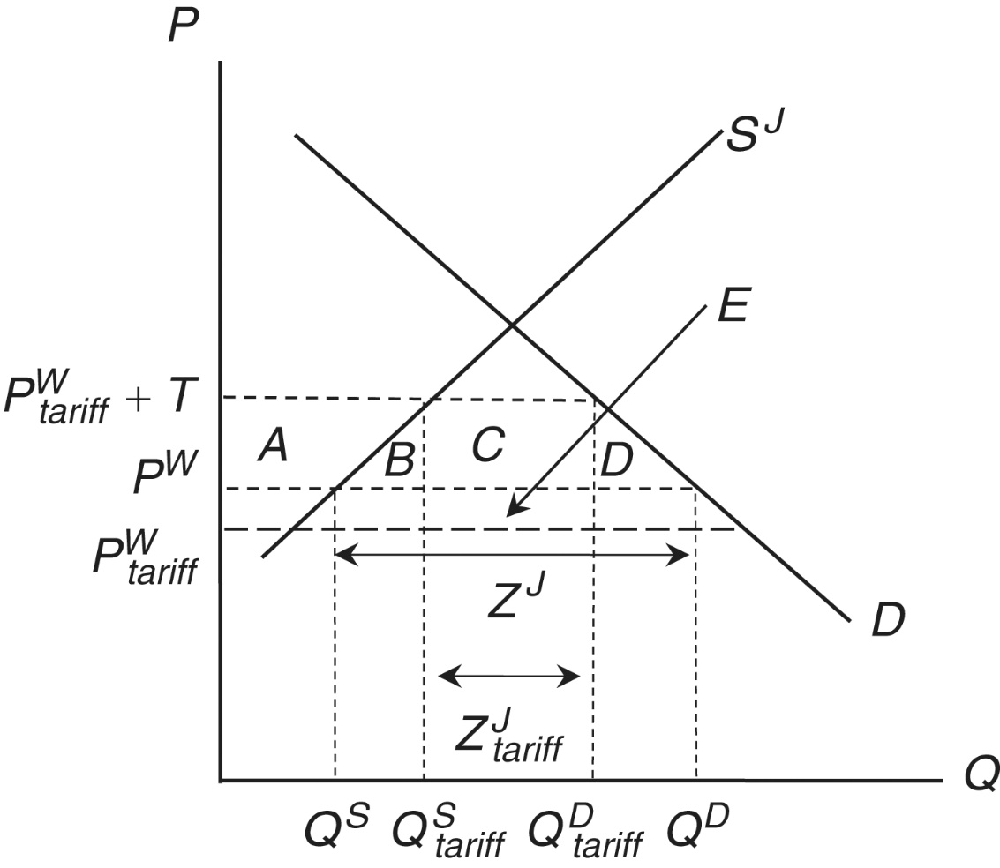 P
S^J
E
P^W_tariff + T
A
B
C
D
P^W
P^W_tariff
Z^J
D
Z^J_tariff
Q
Q^S
Q^S_tariff
Q^D_tariff
Q^D